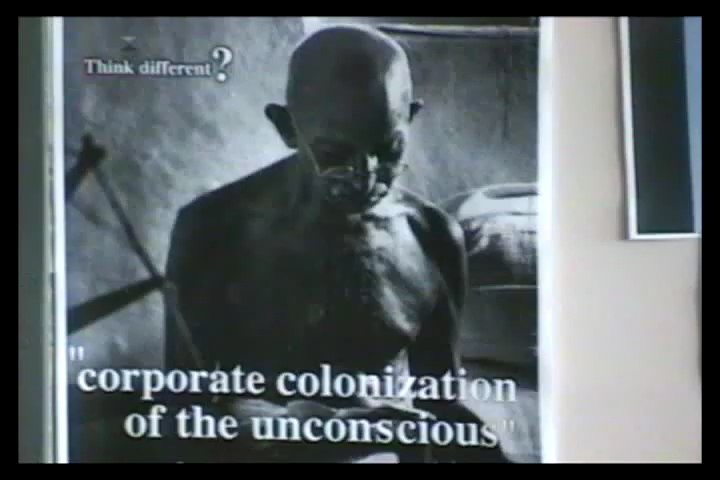 Think different?
"corporate colonization
of the unconscious"